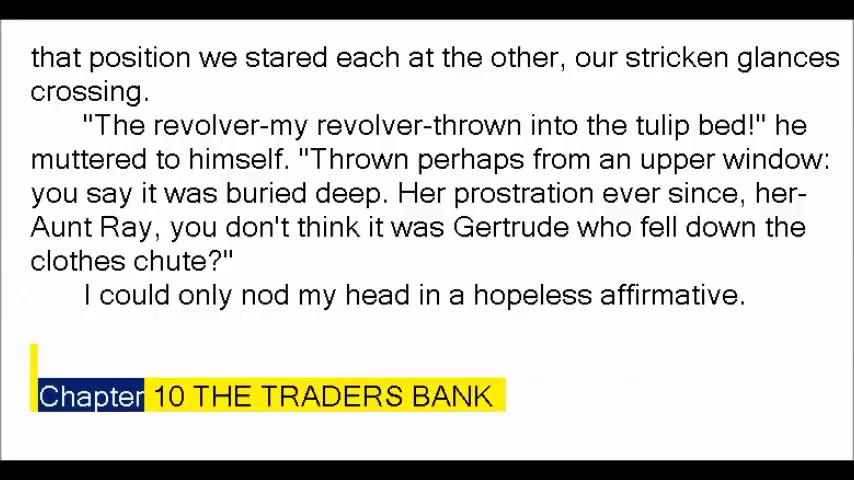 that position we stared each at the other, our stricken glances
crossing.
"The revolver-my revolver-thrown into the tulip bed!" he
muttered to himself. "Thrown perhaps from an upper window:
you say it was buried deep. Her prostration ever since, her-
Aunt Ray, you don't think it was Gertrude who fell down the
clothes chute?"
I could only nod my head in a hopeless affirmative.
Chapter 10 THE TRADERS BANK